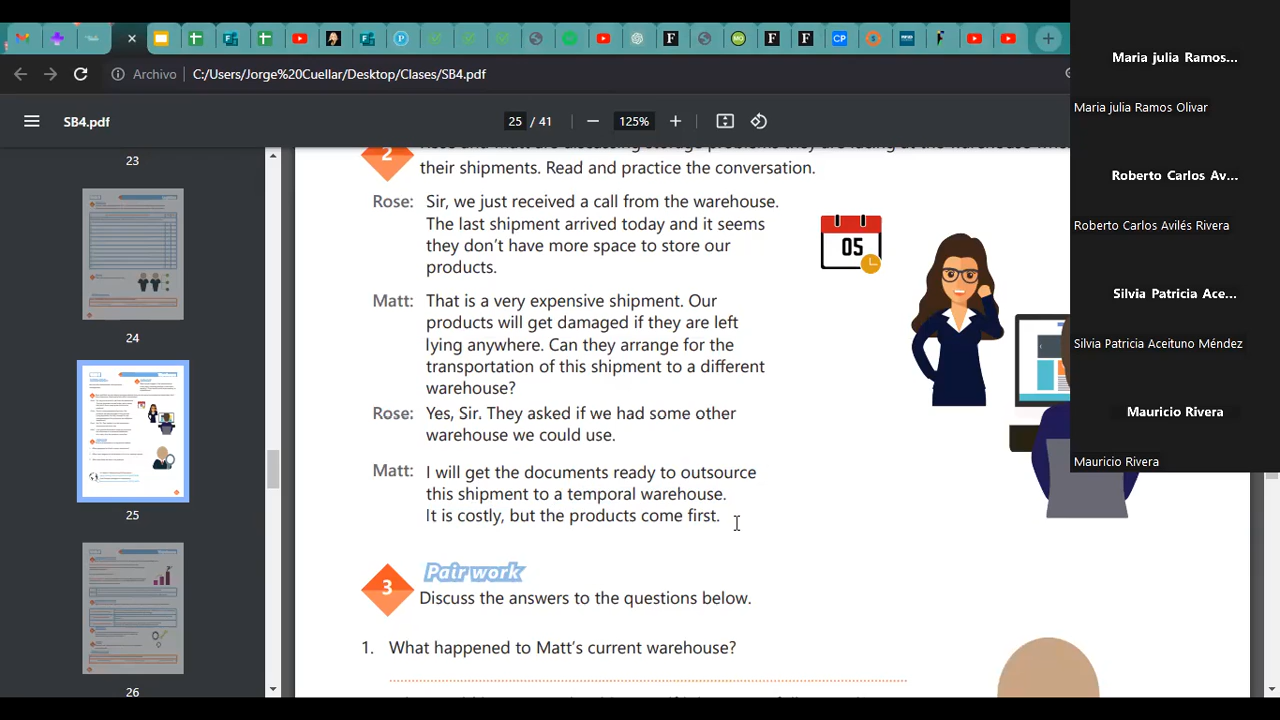 Archivo
C:/Users/Jorge%20Cuellar/Desktop/Clases/SB4.pdf
SB4.pdf
25 / 41
125%
23
24
25
26
2
their shipments. Read and practice the conversation.
Rose: Sir, we just received a call from the warehouse.
The last shipment arrived today and it seems
they don't have more space to store our
products.
Matt: That is a very expensive shipment. Our
products will get damaged if they are left
lying anywhere. Can they arrange for the
transportation of this shipment to a different
warehouse?
Rose: Yes, Sir. They asked if we had some other
warehouse we could use.
Matt: I will get the documents ready to outsource
this shipment to a temporal warehouse.
It is costly, but the products come first.
05
3
Pair work
Discuss the answers to the questions below.
1. What happened to Matt's current warehouse?
Maria julia Ramos...
Maria julia Ramos Olivar
Roberto Carlos Av...
Roberto Carlos Avilés Rivera
Silvia Patricia Ace...
Silvia Patricia Aceituno Méndez
Mauricio Rivera
Mauricio Rivera